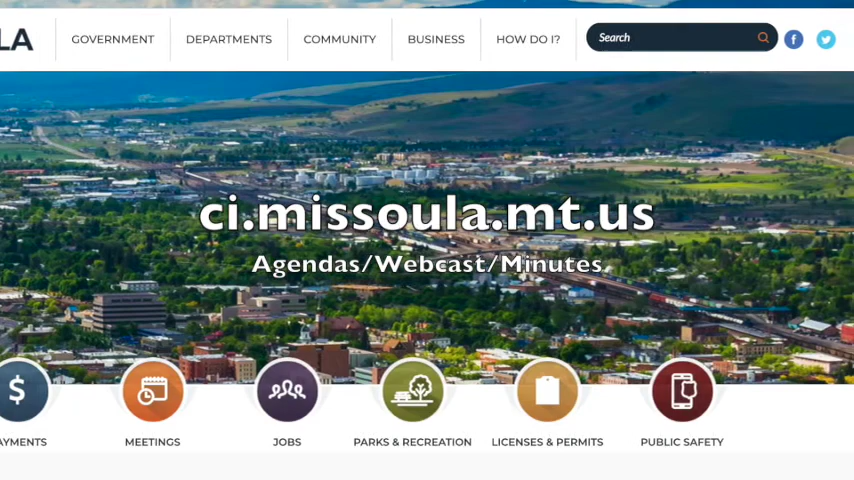 LA
GOVERNMENT
DEPARTMENTS
COMMUNITY
BUSINESS
HOW DO I?
Search
f
ci.missoula.mt.us
Agendas/Webcast/Minutes
$
AYMENTS
MEETINGS
JOBS
PARKS & RECREATION
LICENSES & PERMITS
PUBLIC SAFETY